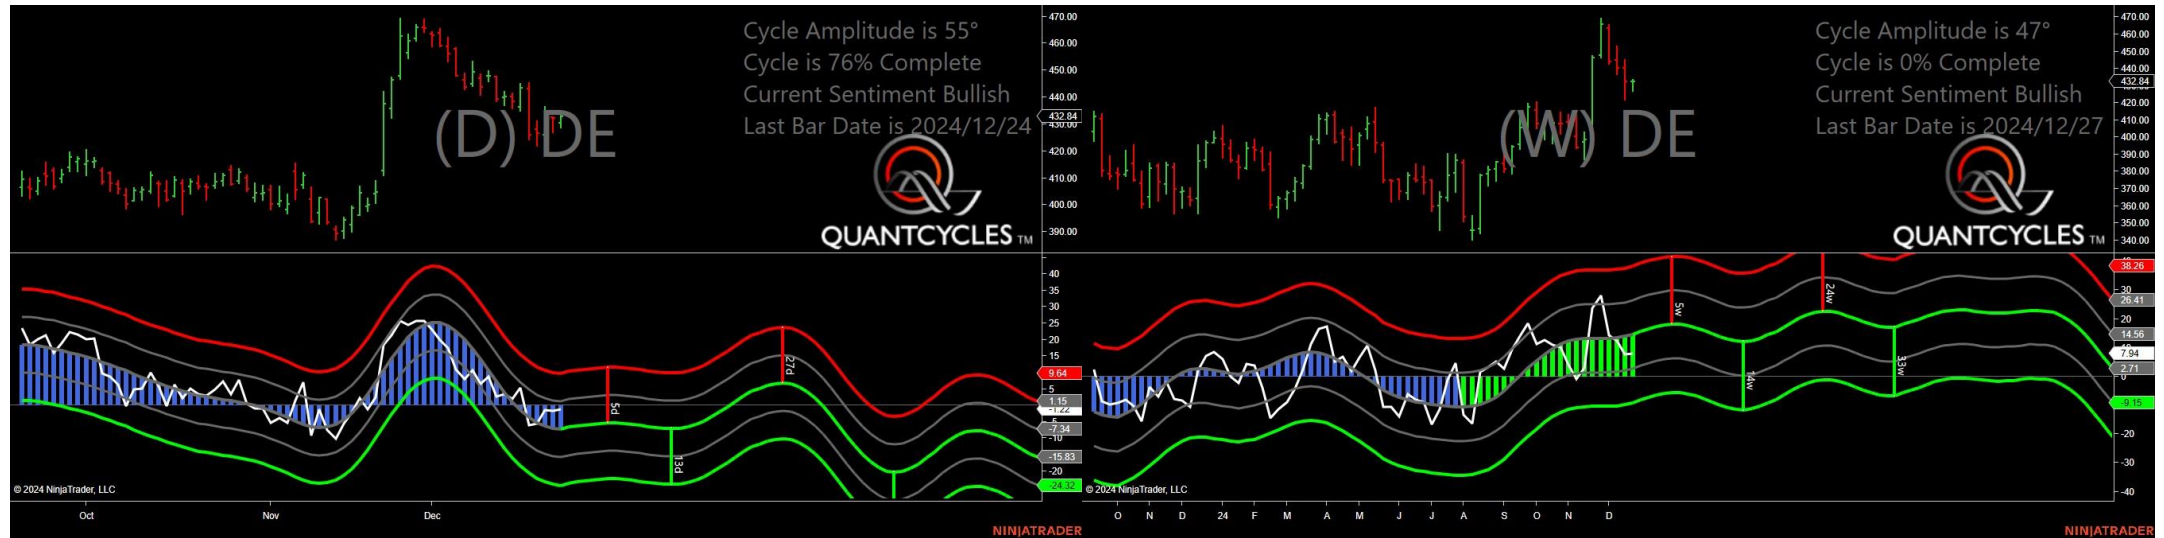 Cycle Amplitude is 55°
Cycle is 76% Complete
Current Sentiment Bullish
Last Bar Date is 2024/12/24
(D) DE
QUANTCYCLES TM
470.00
460.00
450.00
440.00
432.84
430.00
420.00
410.00
400.00
390.00
40
35
30
25
20
15
9.64
5
1.15
-1.22
-7.34
-10
-15.83
-20
-24.32
5d
13d
27d
© 2024 NinjaTrader, LLC
Oct
Nov
Dec
NINJATRADER
Cycle Amplitude is 47°
Cycle is 0% Complete
Current Sentiment Bullish
Last Bar Date is 2024/12/27
(W) DE
QUANTCYCLES TM
470.00
460.00
450.00
440.00
432.84
420.00
410.00
400.00
390.00
380.00
370.00
360.00
350.00
340.00
38.26
30
26.41
20
14.56
7.94
2.71
0
-9.15
-20
-30
-40
5w
14w
24w
33w
© 2024 NinjaTrader, LLC
O N D 24 F M A M J J A S O N D
NINJATRADER